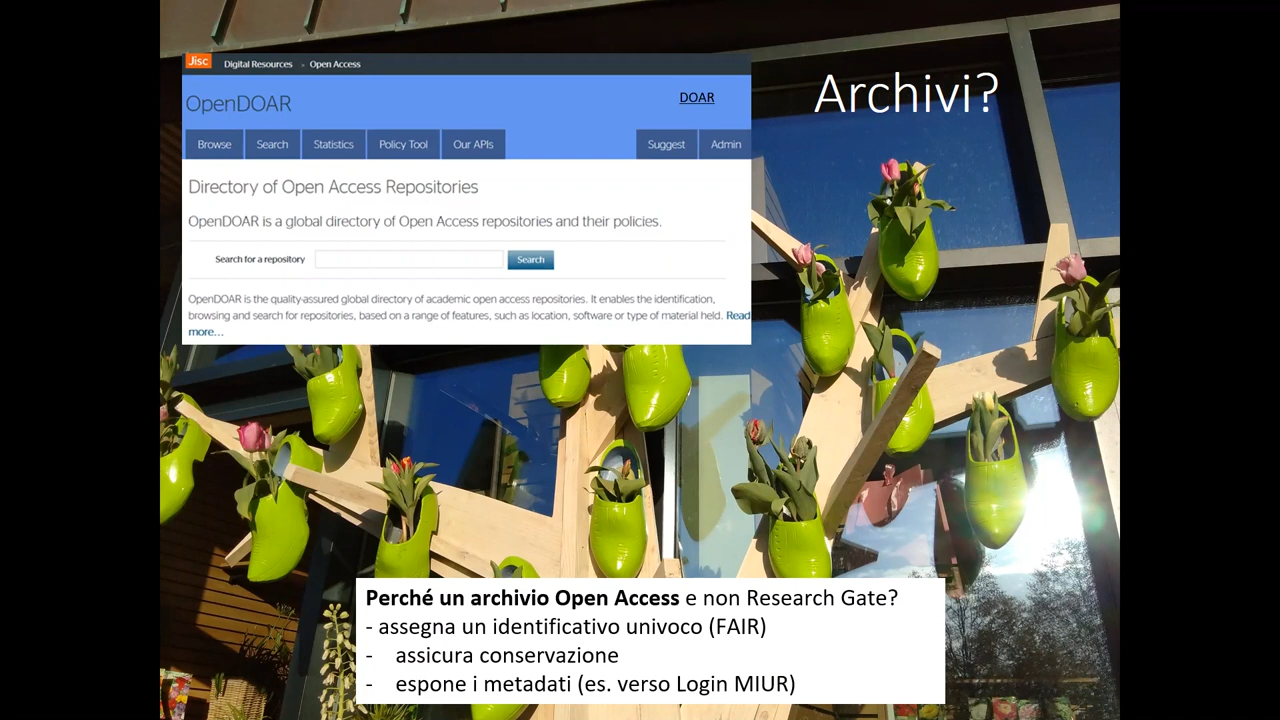 Archivi?
Jisc Digital Resources » Open Access
OpenDOAR
DOAR
Browse Search Statistics Policy Tool Our APIs Suggest Admin
Directory of Open Access Repositories
OpenDOAR is a global directory of Open Access repositories and their policies.
Search for a repository Search
OpenDOAR is the quality-assured global directory of academic open access repositories. It enables the identification,
browsing and search for repositories, based on a range of features, such as location, software or type of material held. Read
more...
Perché un archivio Open Access e non Research Gate?
- assegna un identificativo univoco (FAIR)
- assicura conservazione
- espone i metadati (es. verso Login MIUR)